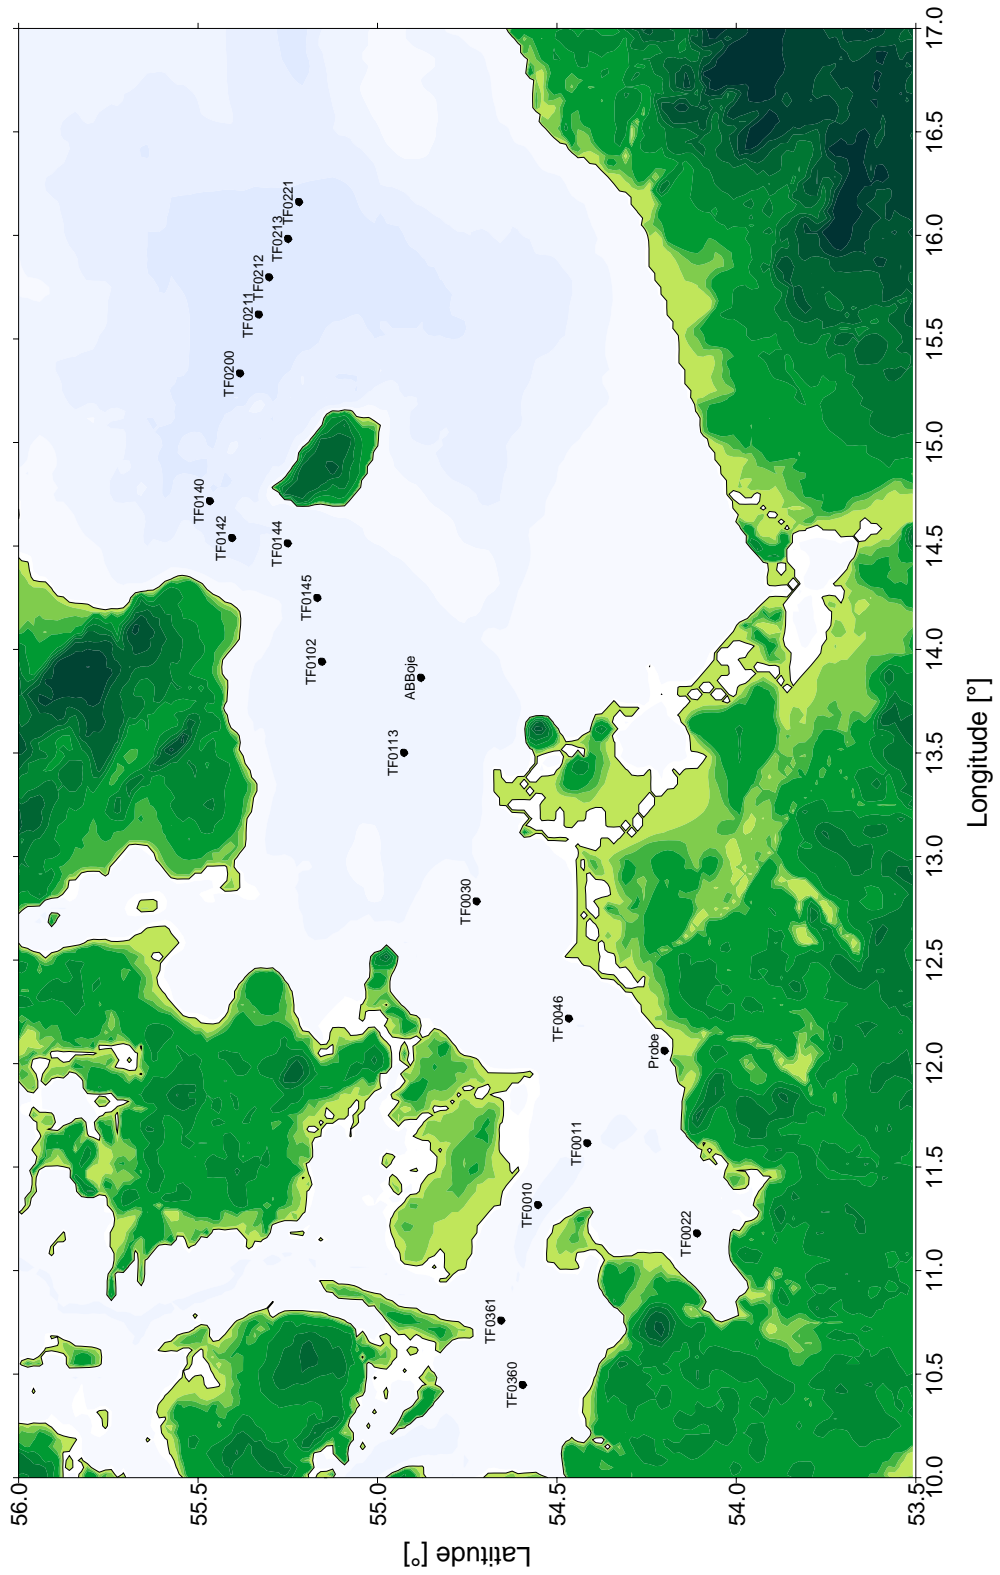 56.0
55.5
55.0
54.5
54.0
53.5
Latitude [°]
10.0
10.5
11.0
11.5
12.0
12.5
13.0
13.5
14.0
14.5
15.0
15.5
16.0
16.5
17.0
Longitude [°]
TF0360
TF0361
TF0022
TF0010
TF0011
Probe
TF0046
TF0030
TF0113
ABBoje
TF0102
TF0145
TF0144
TF0142
TF0140
TF0200
TF0211
TF0212
TF0213
TF0221